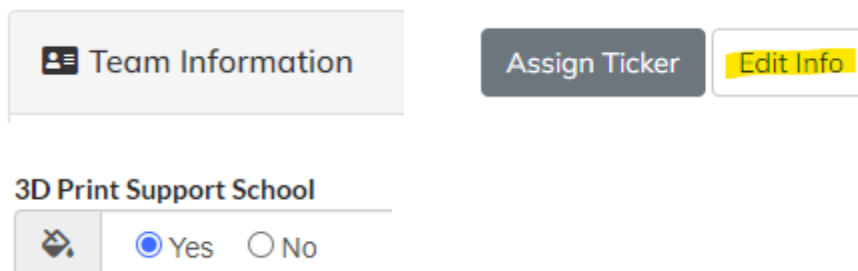 Team Information
Assign Ticker
Edit Info
3D Print Support School
Yes
No